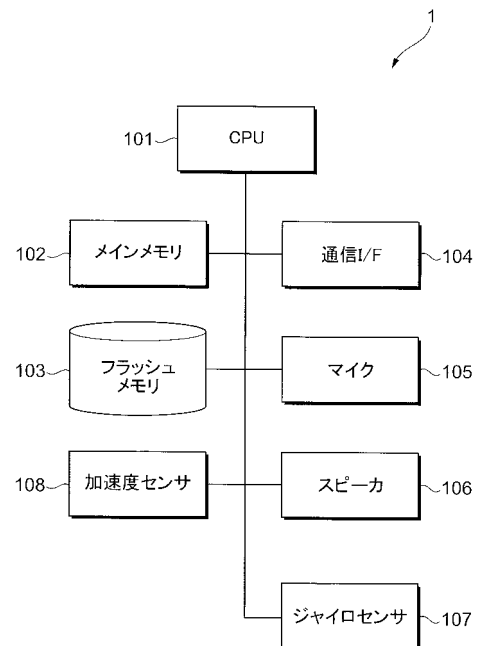 1
101
CPU
102
メインメモリ
通信I/F
104
103
フラッシュ
メモリ
マイク
105
108
加速度センサ
スピーカ
106
ジャイロセンサ
107